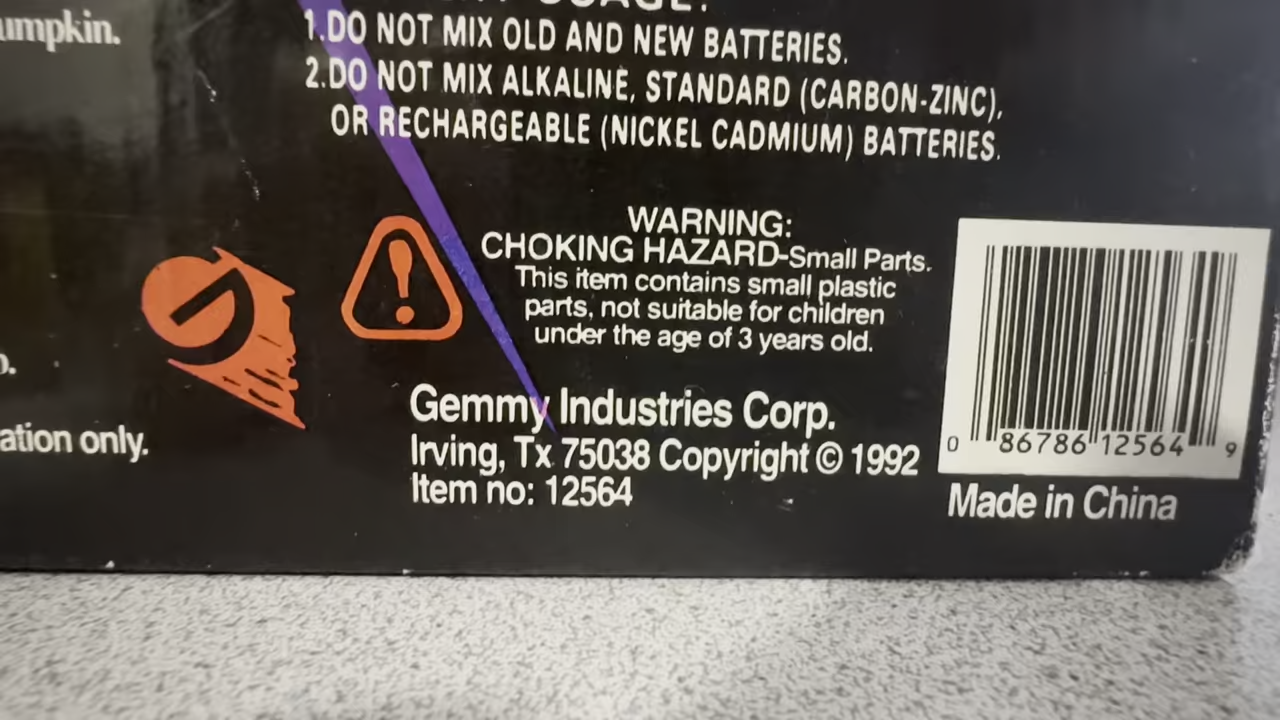 umpkin.
USAGE:
1.DO NOT MIX OLD AND NEW BATTERIES.
2.DO NOT MIX ALKALINE, STANDARD (CARBON-ZINC),
OR RECHARGEABLE (NICKEL CADMIUM) BATTERIES.
WARNING:
CHOKING HAZARD-Small Parts.
This item contains small plastic
parts, not suitable for children
under the age of 3 years old.
ation only.
Gemmy Industries Corp.
Irving, Tx 75038 Copyright © 1992
Item no: 12564
0 86786 12564 9
Made in China